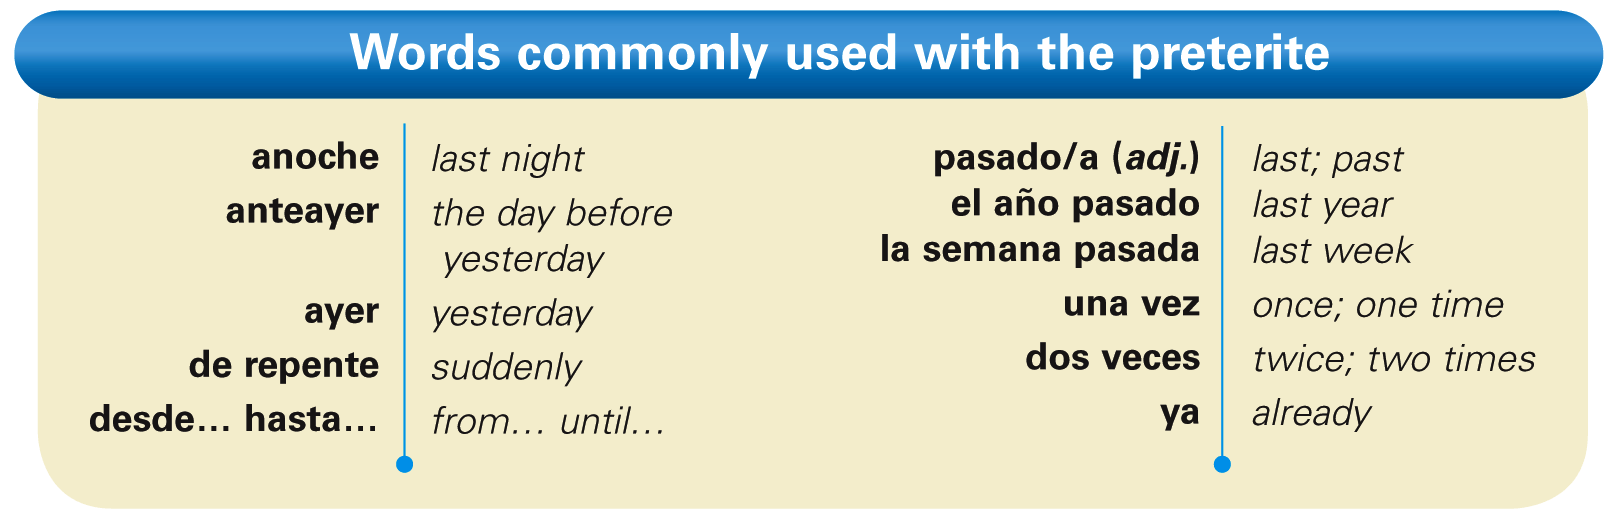 Words commonly used with the preterite
anoche last night
anteayer the day before
yesterday
ayer yesterday
de repente suddenly
desde... hasta... from... until...
pasado/a (adj.) last; past
el año pasado last year
la semana pasada last week
una vez once; one time
dos veces twice; two times
ya already